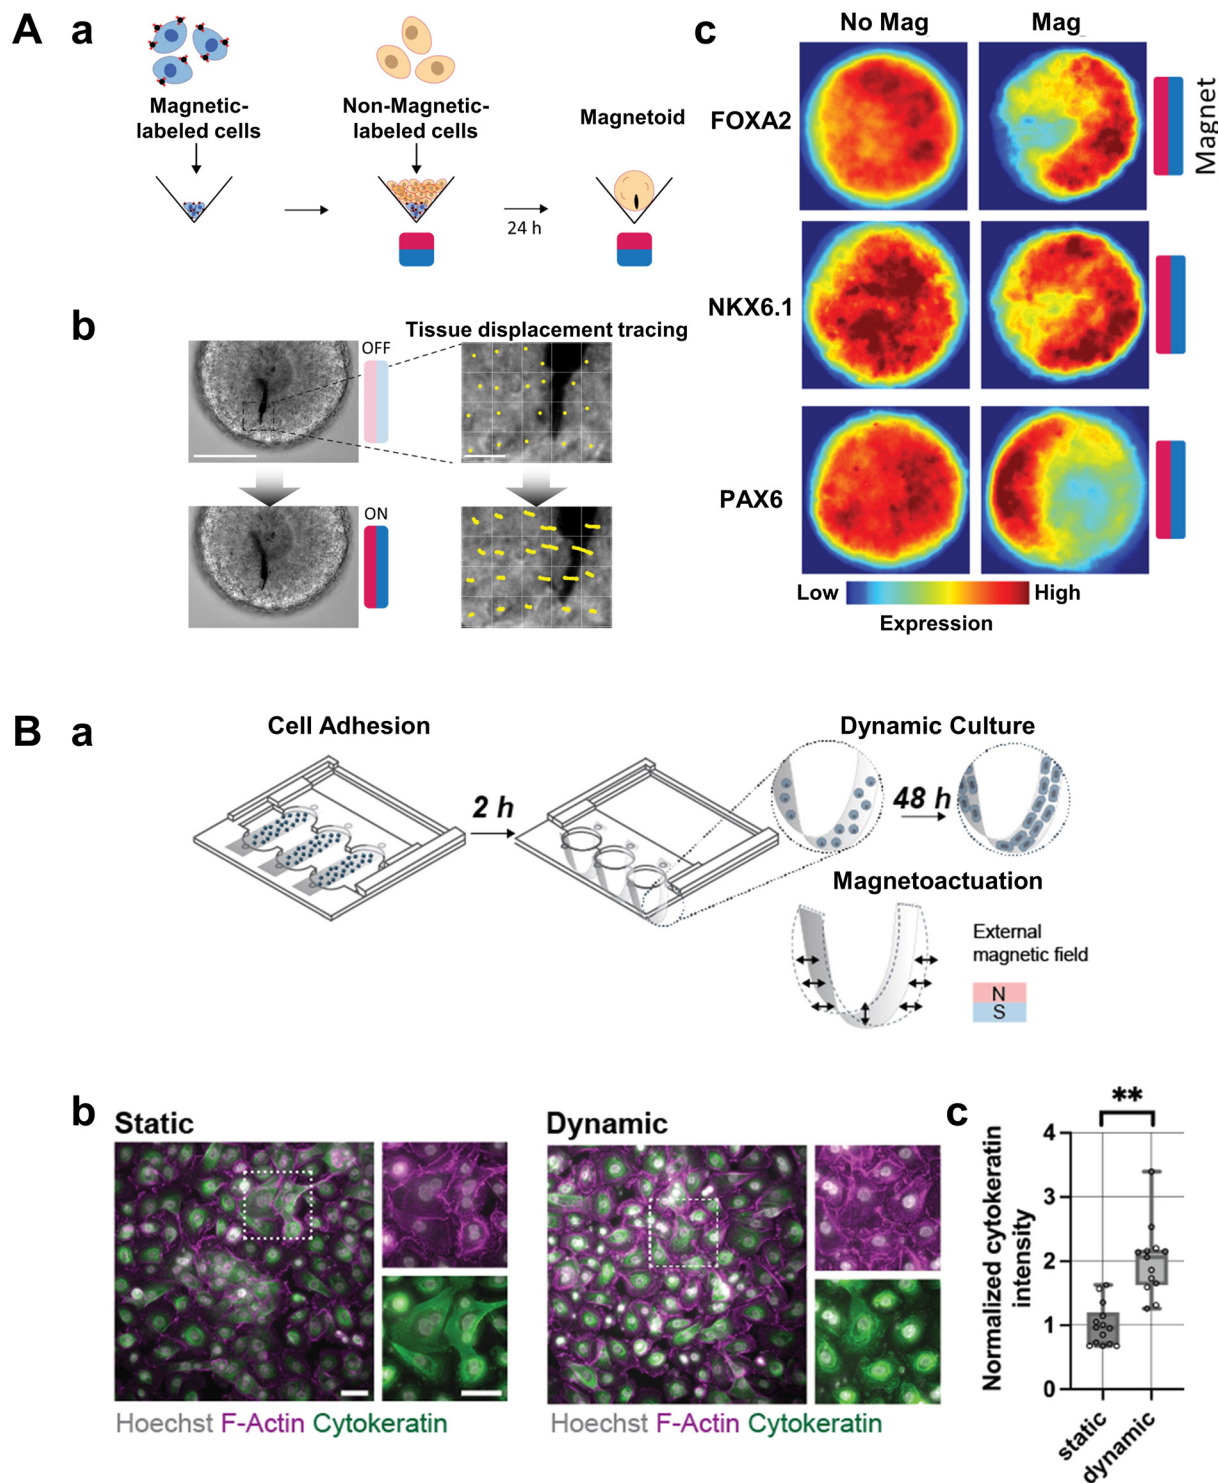 A
a
Magnetic-
labeled cells
Non-Magnetic-
labeled cells
Magnetoid
24 h
b
Tissue displacement tracing
OFF
ON
c
No Mag
Mag_
FOXA2
NKX6.1
PAX6
Magnet
Low
High
Expression
B
a
Cell Adhesion
2 h
Dynamic Culture
48 h
Magnetoactuation
External
magnetic field
N
S
b
Static
Dynamic
Hoechst F-Actin Cytokeratin
Hoechst F-Actin Cytokeratin
c
**
Normalized cytokeratin
intensity
4
3
2
1
0
static
dynamic